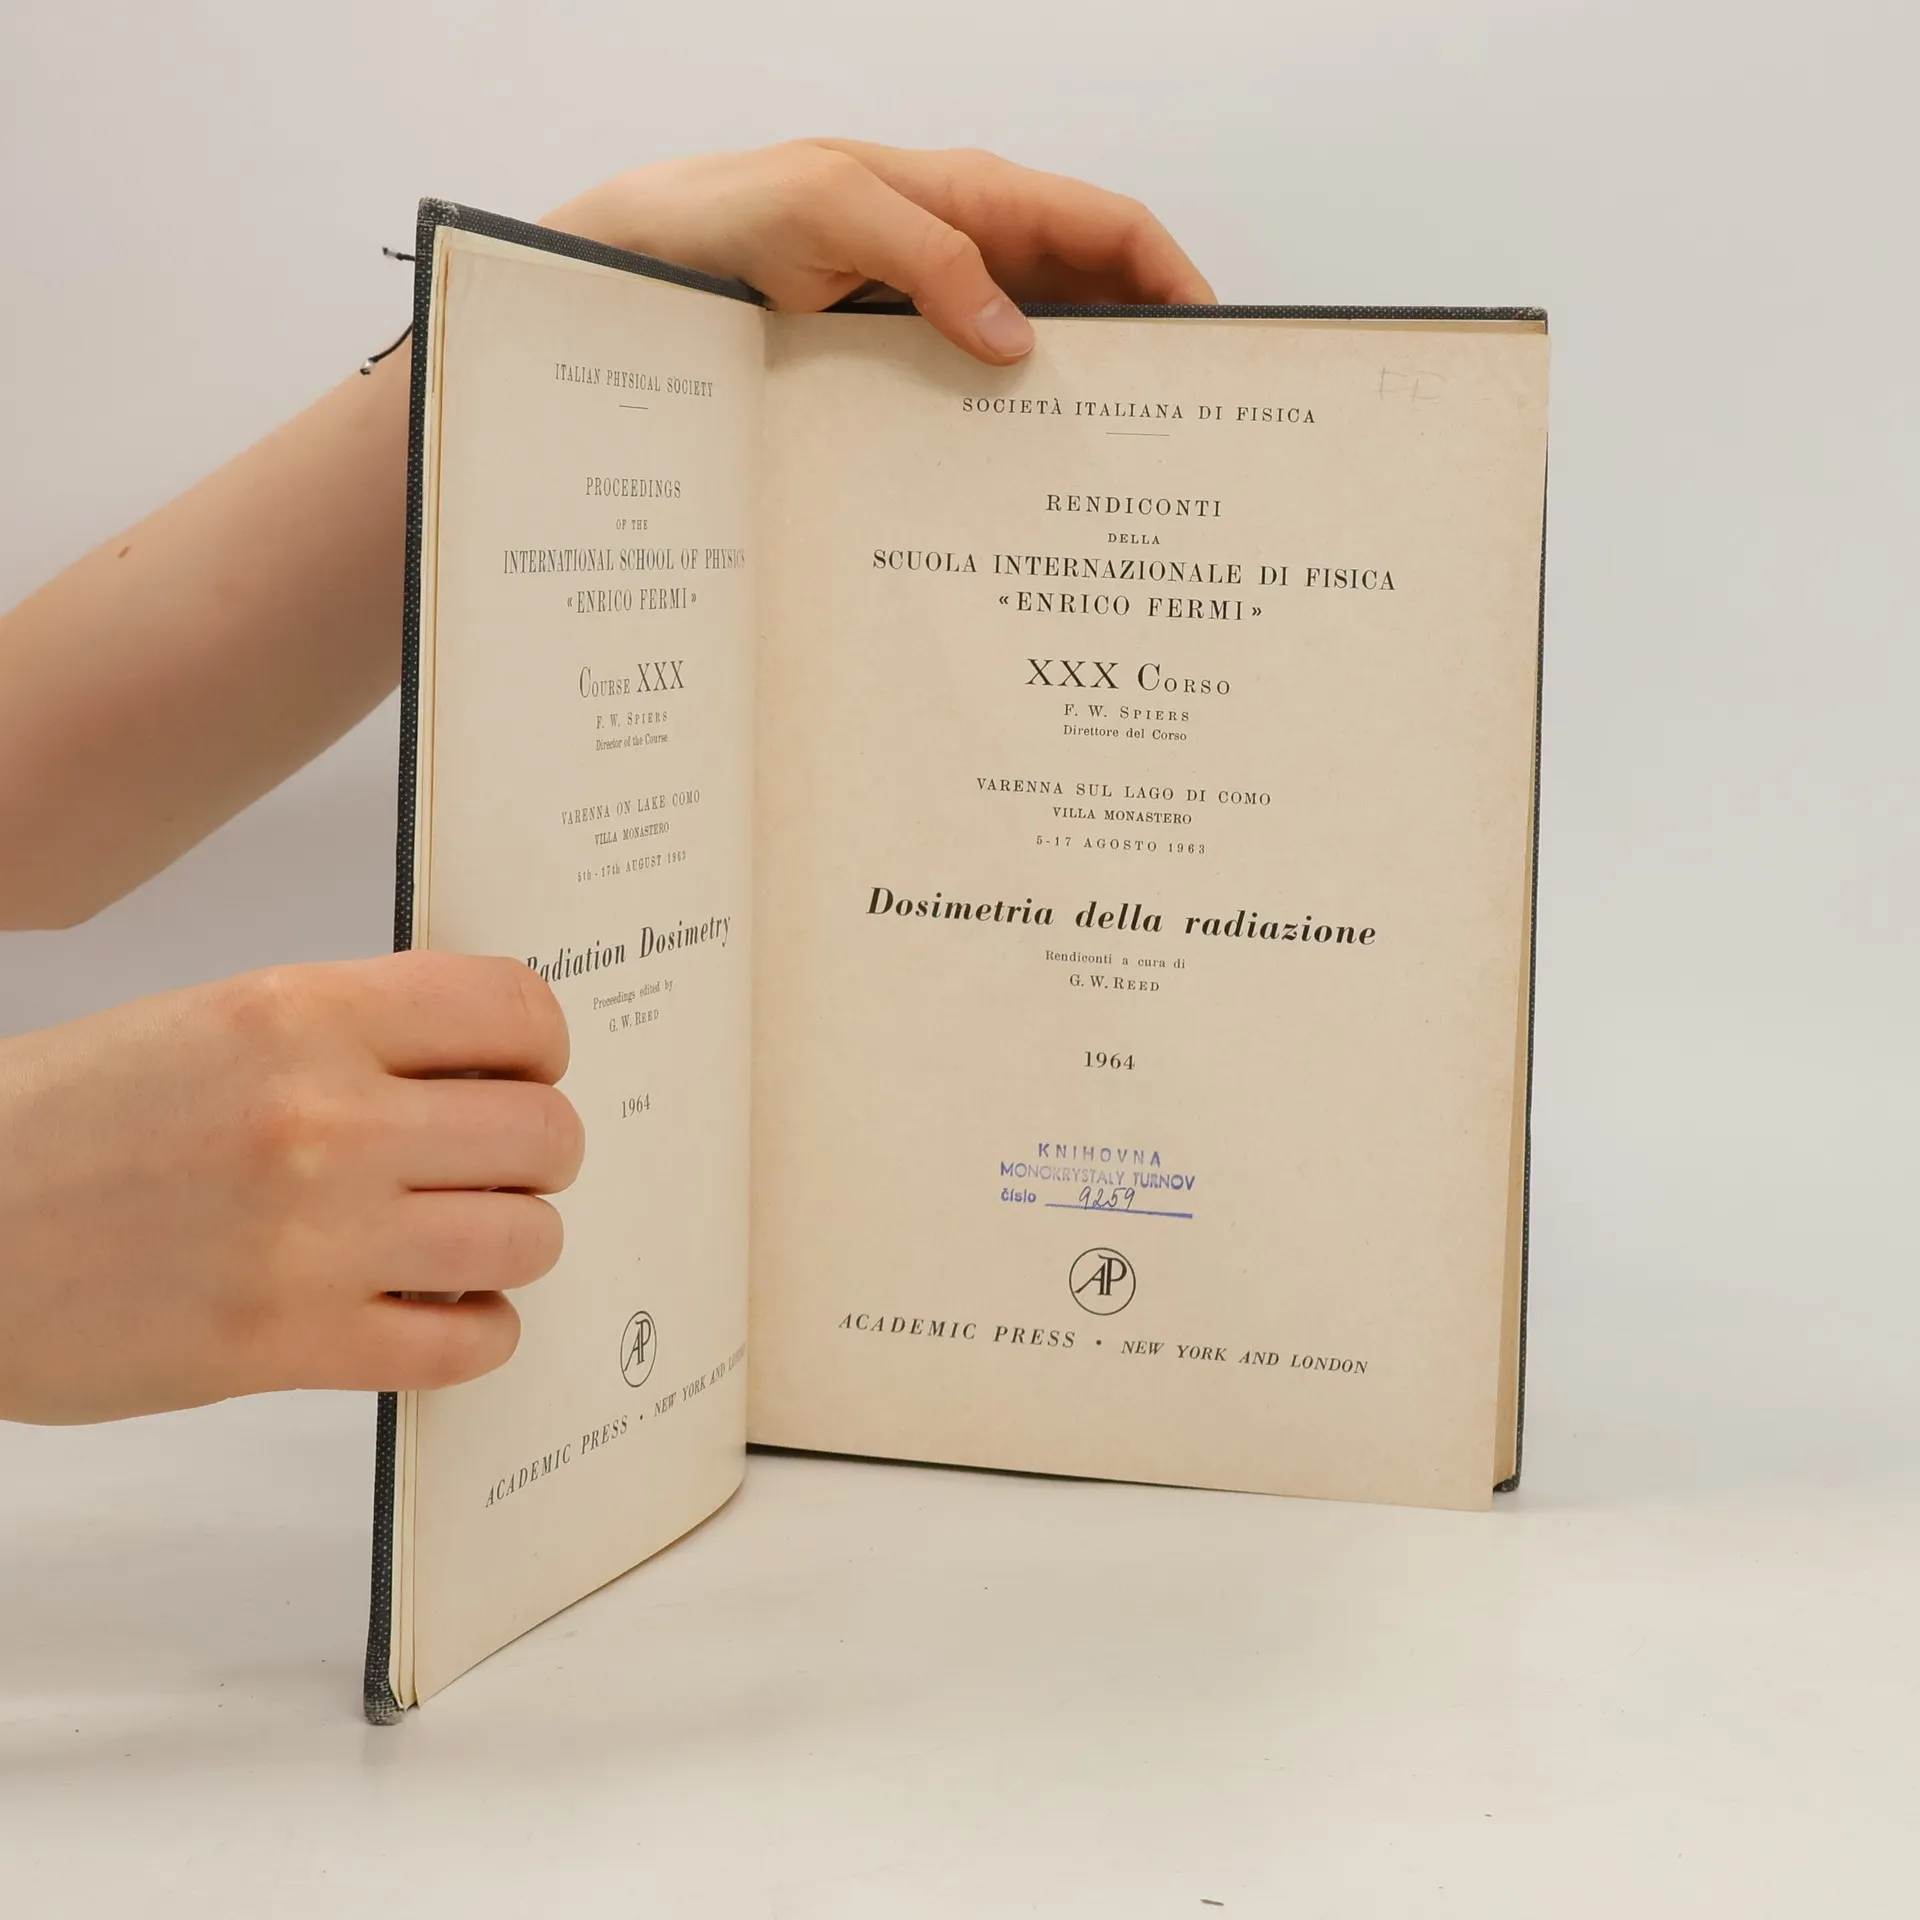 ITALIAN PHYSICAL SOCIETY
PROCEEDINGS
OF THE
INTERNATIONAL SCHOOL OF PHYSICS
«ENRICO FERMI»
COURSE XXX
F. W. SPIERS
Director of the Course
VARENNA ON LAKE COMO
VILLA MONASTERO
5th - 17th AUGUST 1963
Radiation Dosimetry
Proceedings edited by
G. W. REED
1964
AP
ACADEMIC PRESS • NEW YORK AND LONDON
SOCIETÀ ITALIANA DI FISICA
RENDICONTI
DELLA
SCUOLA INTERNAZIONALE DI FISICA
«ENRICO FERMI»
XXX CORSO
F. W. SPIERS
Direttore del Corso
VARENNA SUL LAGO DI COMO
VILLA MONASTERO
5-17 AGOSTO 1963
Dosimetria della radiazione
Rendiconti a cura di
G. W. REED
1964
KNIHOVNA
MONOKRYSTALY TURNOV
číslo 9259
AP
ACADEMIC PRESS • NEW YORK AND LONDON